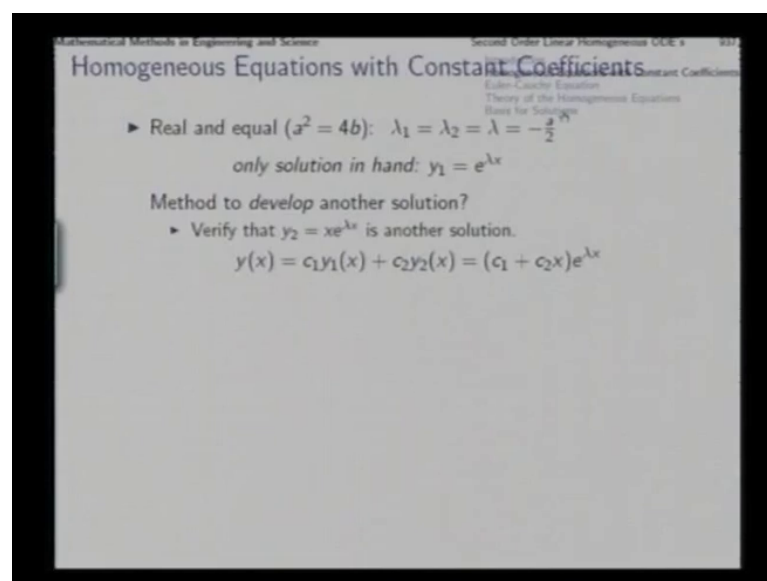 Mathematical Methods in Engineering and Science
Second Order Linear Homogeneous ODE's
Homogeneous Equations with Constant Coefficients
Constant Coefficients
Euler-Cauchy Equation
Theory of the Homogeneous Equations
Basis for Solutions
► Real and equal (a² = 4b): λ₁ = λ₂ = λ = −a/2
only solution in hand: y₁ = e^{λx}
Method to develop another solution?
► Verify that y₂ = xe^{λx} is another solution.
y(x) = c₁y₁(x) + c₂y₂(x) = (c₁ + c₂x)e^{λx}